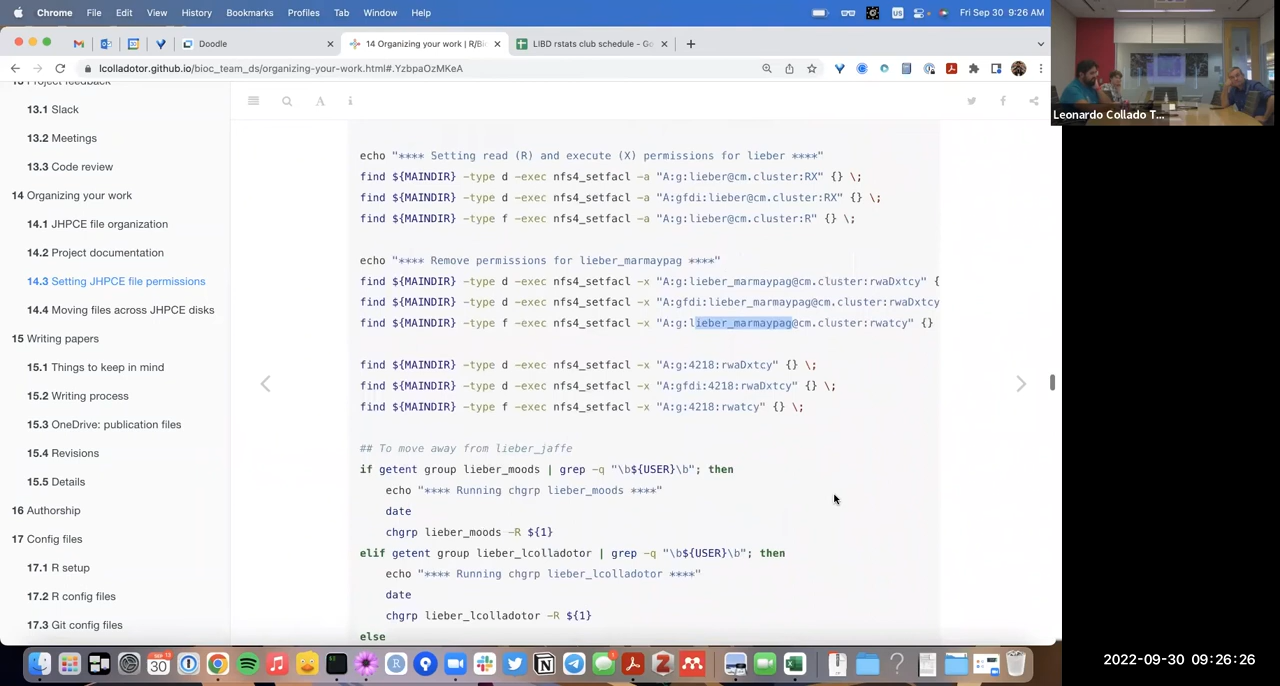 Chrome File Edit View History Bookmarks Profiles Tab Window Help US Fri Sep 30 9:26 AM
Doodle 14 Organizing your work | R/Bi LIBD rstats club schedule - Go
lcolladotor.github.io/bioc_team_ds/organizing-your-work.html#.YzbpaOzMKeA
Leonardo Collado T...
13 Project feedback
13.1 Slack
13.2 Meetings
13.3 Code review
14 Organizing your work
14.1 JHPCE file organization
14.2 Project documentation
14.3 Setting JHPCE file permissions
14.4 Moving files across JHPCE disks
15 Writing papers
15.1 Things to keep in mind
15.2 Writing process
15.3 OneDrive: publication files
15.4 Revisions
15.5 Details
16 Authorship
17 Config files
17.1 R setup
17.2 R config files
17.3 Git config files
echo "**** Setting read (R) and execute (X) permissions for lieber ****"
find ${MAINDIR} -type d -exec nfs4_setfacl -a "A:g:lieber@cm.cluster:RX" {} \;
find ${MAINDIR} -type d -exec nfs4_setfacl -a "A:gfdi:lieber@cm.cluster:RX" {} \;
find ${MAINDIR} -type f -exec nfs4_setfacl -a "A:g:lieber@cm.cluster:R" {} \;
echo "**** Remove permissions for lieber_marmaypag ****"
find ${MAINDIR} -type d -exec nfs4_setfacl -x "A:g:lieber_marmaypag@cm.cluster:rwaDxtcy" {
find ${MAINDIR} -type d -exec nfs4_setfacl -x "A:gfdi:lieber_marmaypag@cm.cluster:rwaDxtcy
find ${MAINDIR} -type f -exec nfs4_setfacl -x "A:g:lieber_marmaypag@cm.cluster:rwatcy" {}
find ${MAINDIR} -type d -exec nfs4_setfacl -x "A:g:4218:rwaDxtcy" {} \;
find ${MAINDIR} -type d -exec nfs4_setfacl -x "A:gfdi:4218:rwaDxtcy" {} \;
find ${MAINDIR} -type f -exec nfs4_setfacl -x "A:g:4218:rwatcy" {} \;
## To move away from lieber_jaffe
if getent group lieber_moods | grep -q "\b${USER}\b"; then
echo "**** Running chgrp lieber_moods ****"
date
chgrp lieber_moods -R ${1}
elif getent group lieber_lcolladotor | grep -q "\b${USER}\b"; then
echo "**** Running chgrp lieber_lcolladotor ****"
date
chgrp lieber_lcolladotor -R ${1}
else
2022-09-30 09:26:26